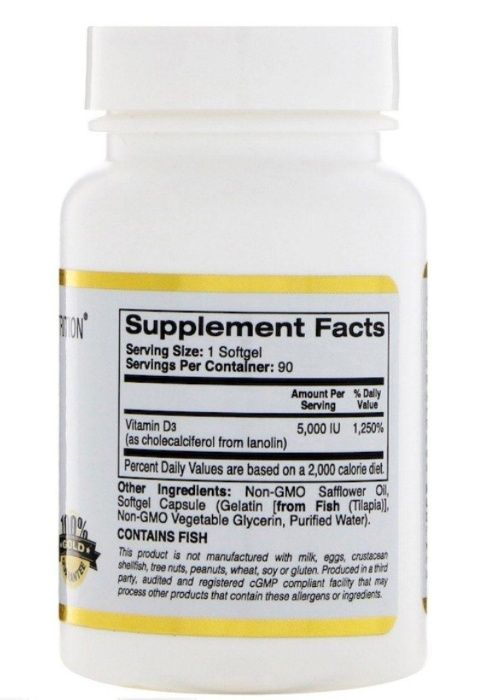 Supplement Facts
Serving Size: 1 Softgel
Servings Per Container: 90
Amount Per % Daily
Serving Value
Vitamin D3 5,000 IU 1,250%
(as cholecalciferol from lanolin)
Percent Daily Values are based on a 2,000 calorie diet.
Other Ingredients: Non-GMO Safflower Oil,
Softgel Capsule (Gelatin [from Fish (Tilapia)],
Non-GMO Vegetable Glycerin, Purified Water).
CONTAINS FISH
This product is not manufactured with milk, eggs, crustacean
shellfish, tree nuts, peanuts, wheat, soy or gluten. Produced in a third
party, audited and registered cGMP compliant facility that may
process other products that contain these allergens or ingredients.
100%
GOLD